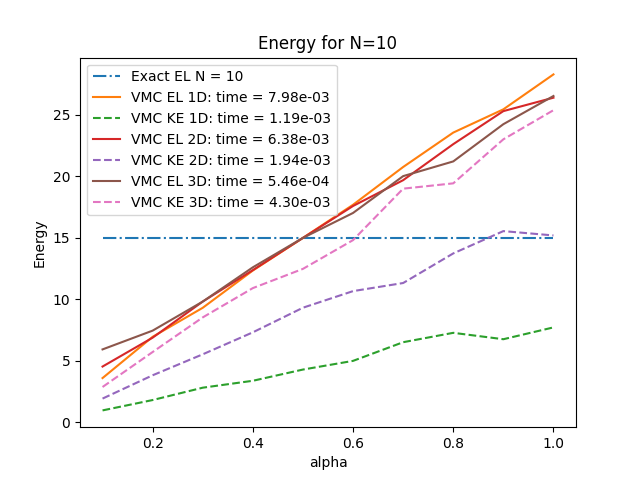 Energy for N=10
Exact EL N = 10
VMC EL 1D: time = 7.98e-03
VMC KE 1D: time = 1.19e-03
VMC EL 2D: time = 6.38e-03
VMC KE 2D: time = 1.94e-03
VMC EL 3D: time = 5.46e-04
VMC KE 3D: time = 4.30e-03
Energy
25
20
15
10
5
0
0.2 0.4 0.6 0.8 1.0
alpha